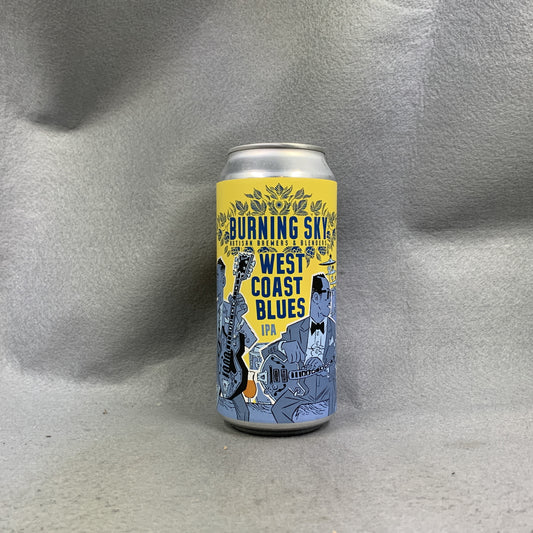 BURNING SKY
ARTISAN BREWERS & BLENDERS
WEST
COAST
BLUES
IPA